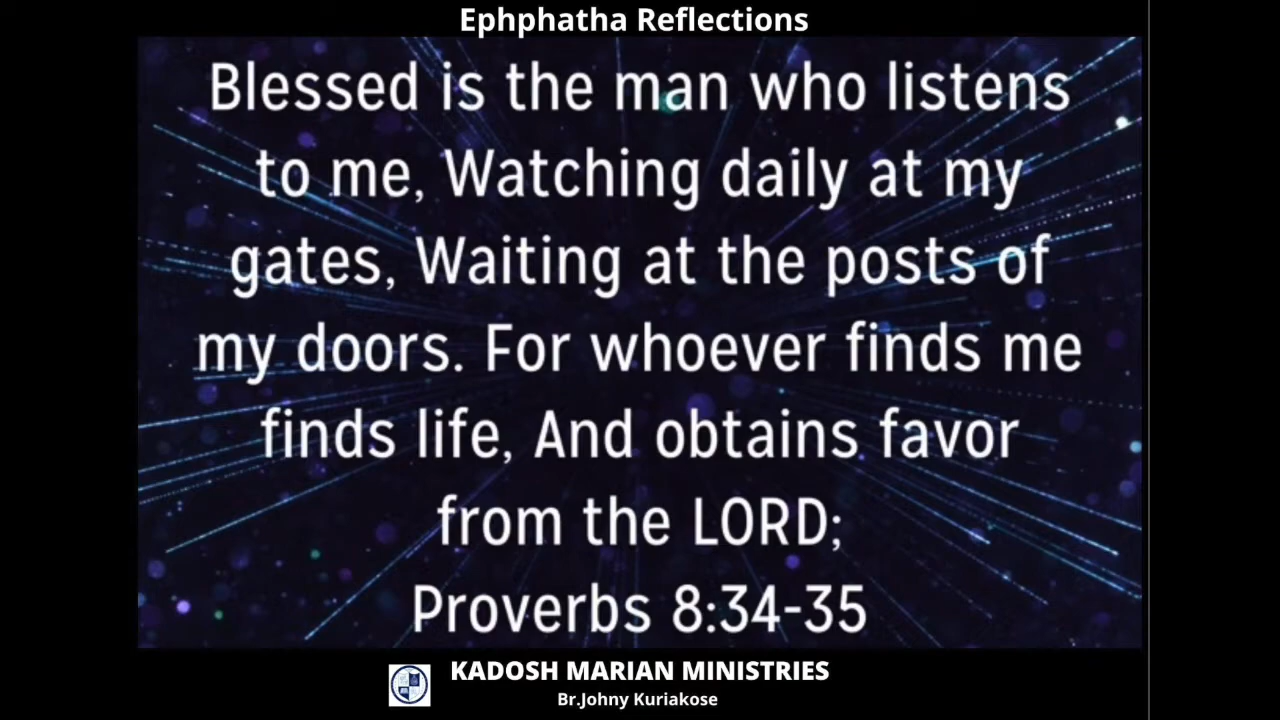 Ephphatha Reflections
Blessed is the man who listens
to me, Watching daily at my
gates, Waiting at the posts of
my doors. For whoever finds me
finds life, And obtains favor
from the LORD;
Proverbs 8:34-35
KADOSH MARIAN MINISTRIES
Br.Johny Kuriakose